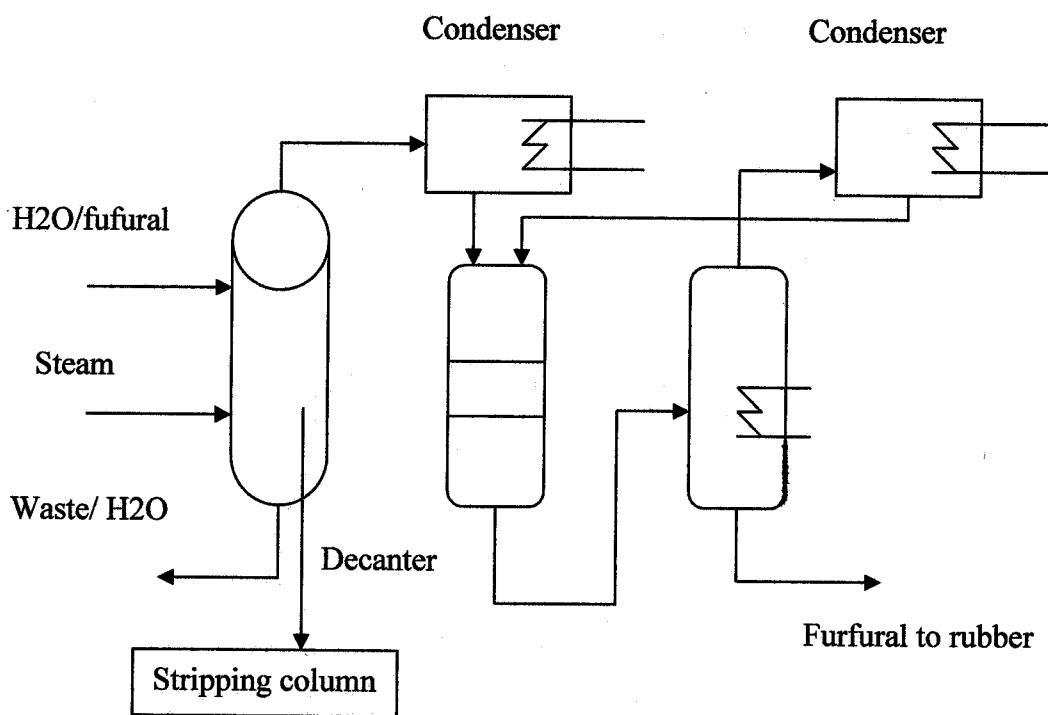 Condenser
Condenser
H2O/fufural
Steam
Waste/ H2O
Decanter
Furfural to rubber
Stripping column